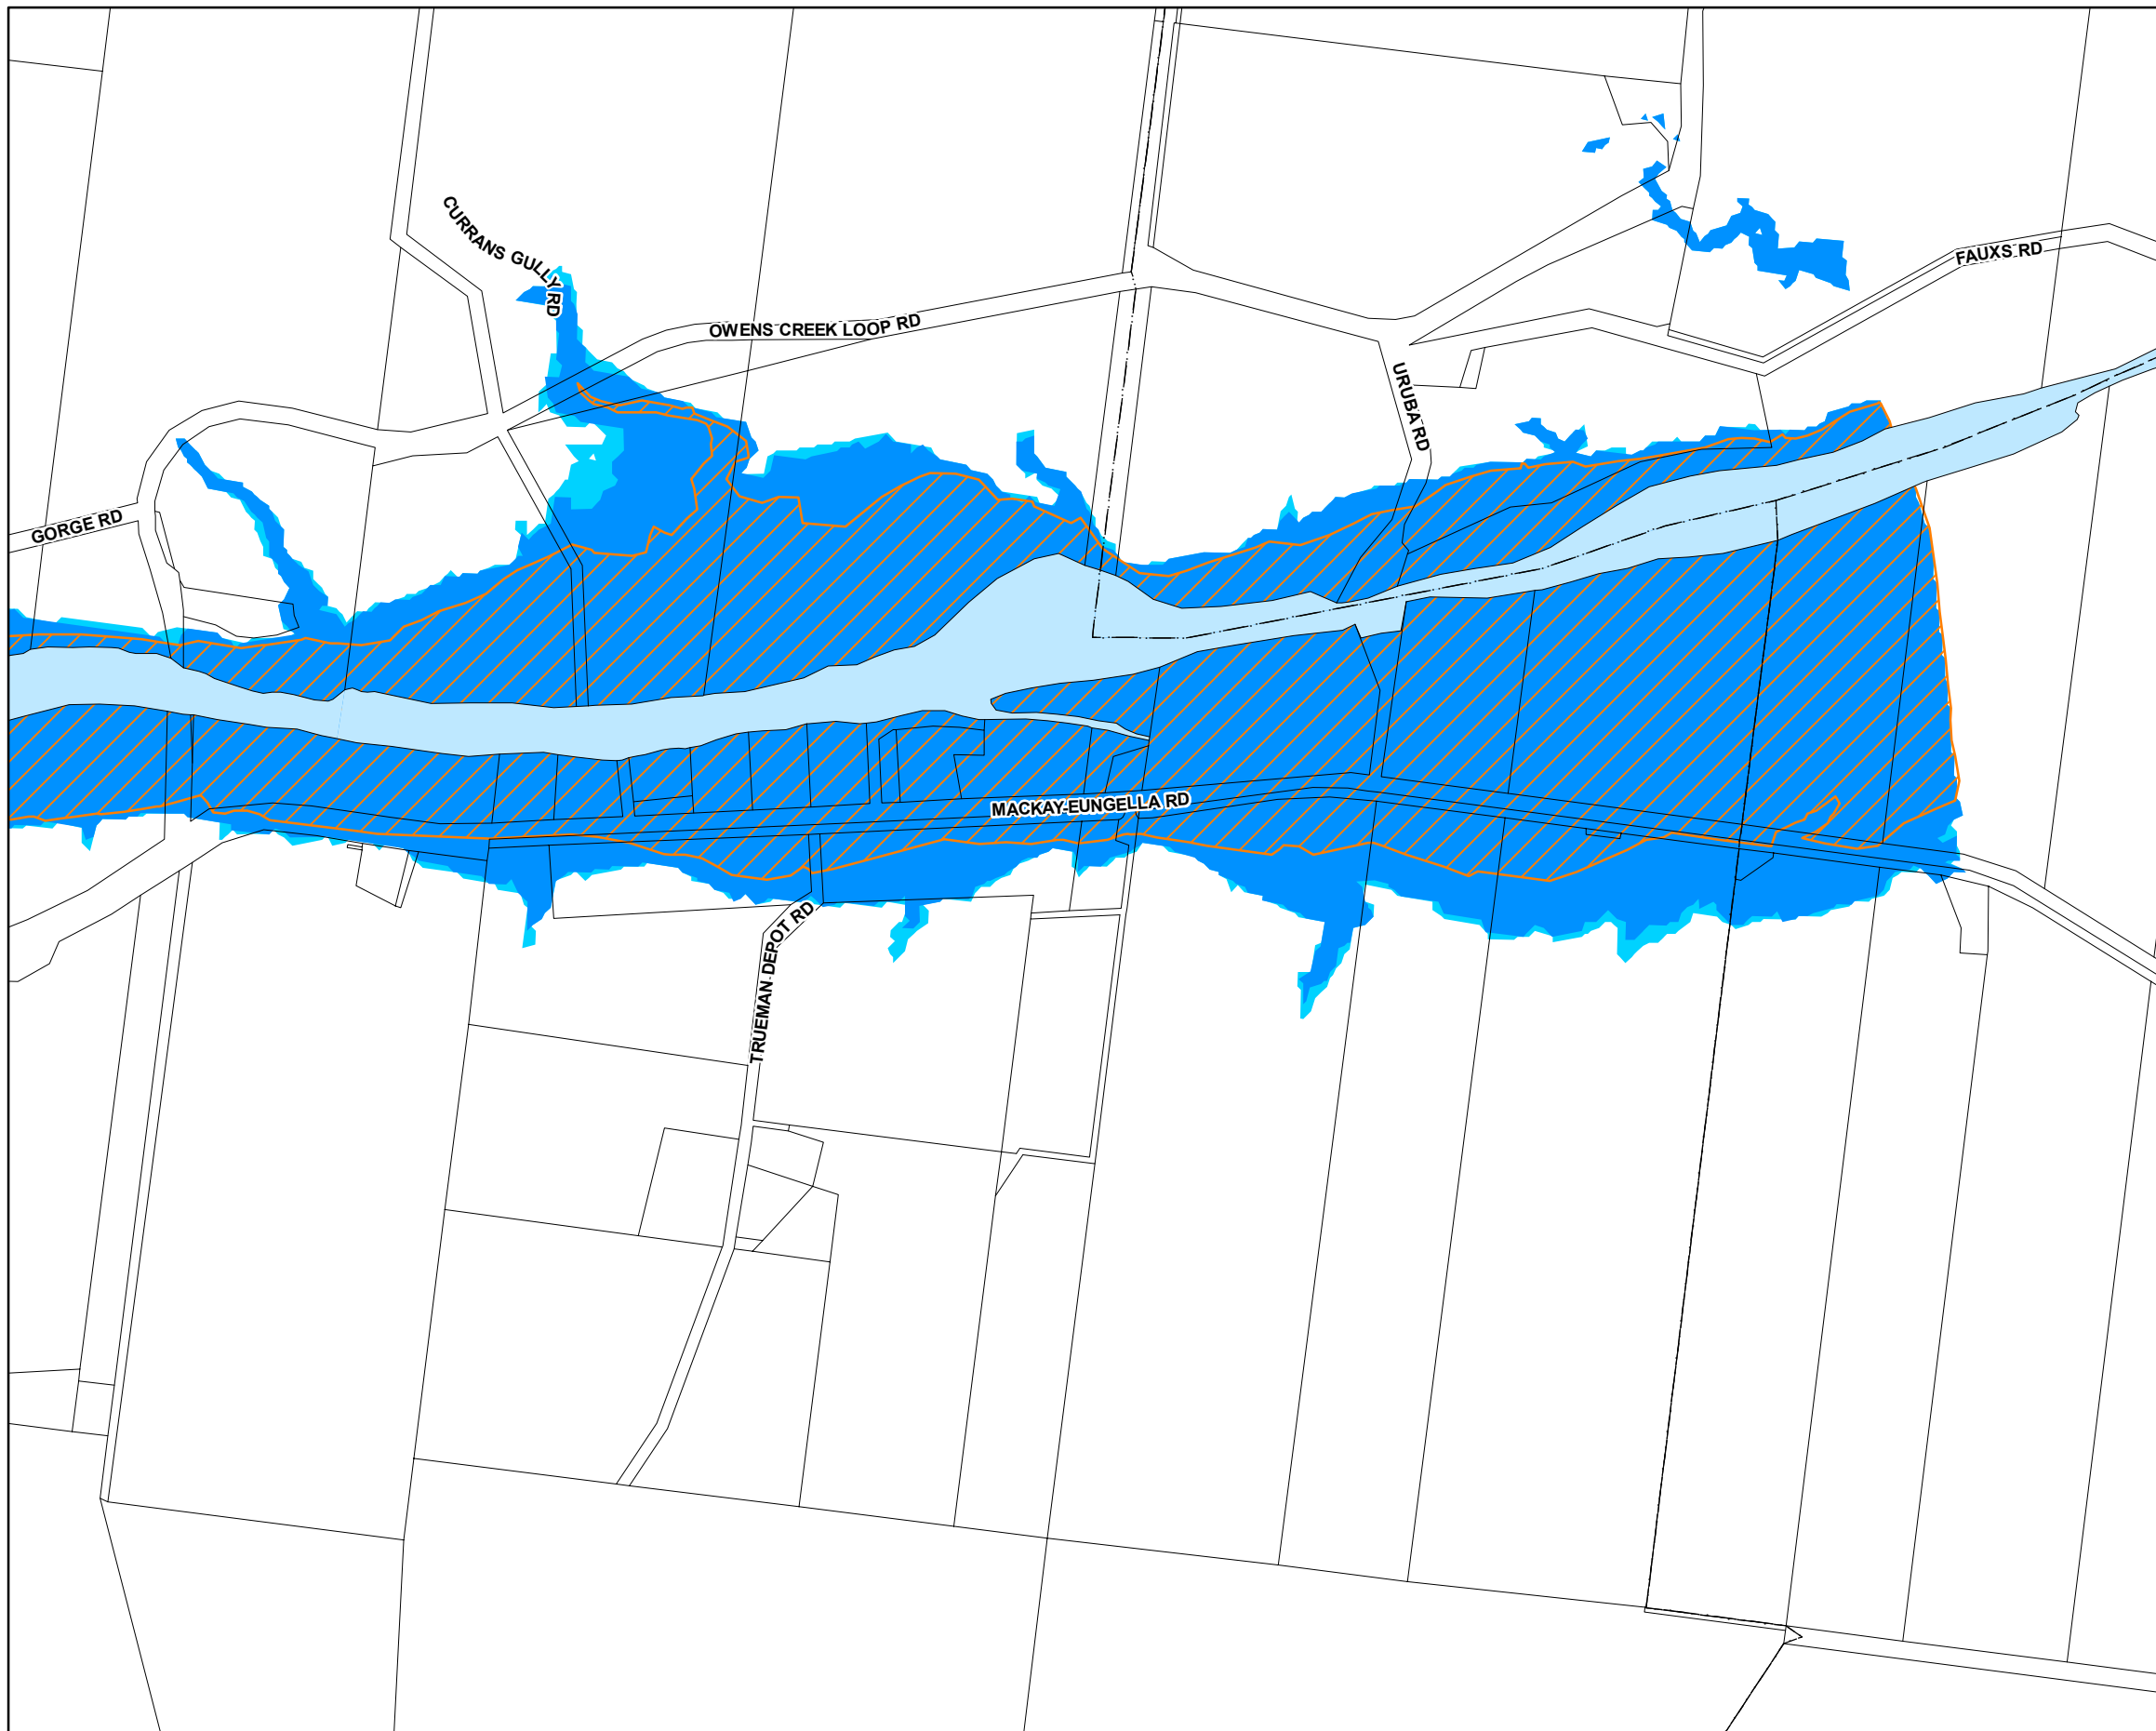 CURRANS GULLY RD
FAUXS RD
OWENS CREEK LOOP RD
URUBA RD
GORGE RD
MACKAY-EUNGELLA RD
TRUEMAN DEPOT RD